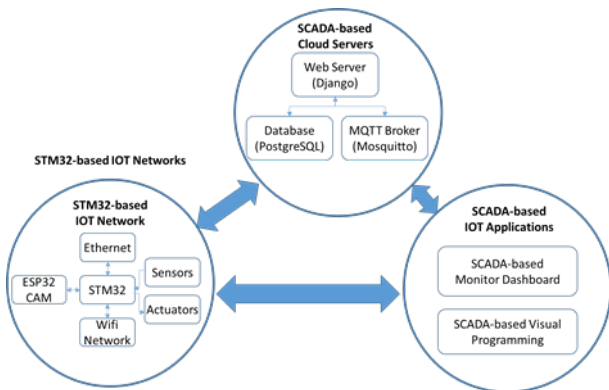 SCADA-based
Cloud Servers
Web Server
(Django)
Database
(PostgreSQL)
MQTT Broker
(Mosquitto)
STM32-based IOT Networks
STM32-based
IOT Network
Ethernet
ESP32
CAM
STM32
Sensors
Actuators
Wifi
Network
SCADA-based
IOT Applications
SCADA-based
Monitor Dashboard
SCADA-based Visual
Programming